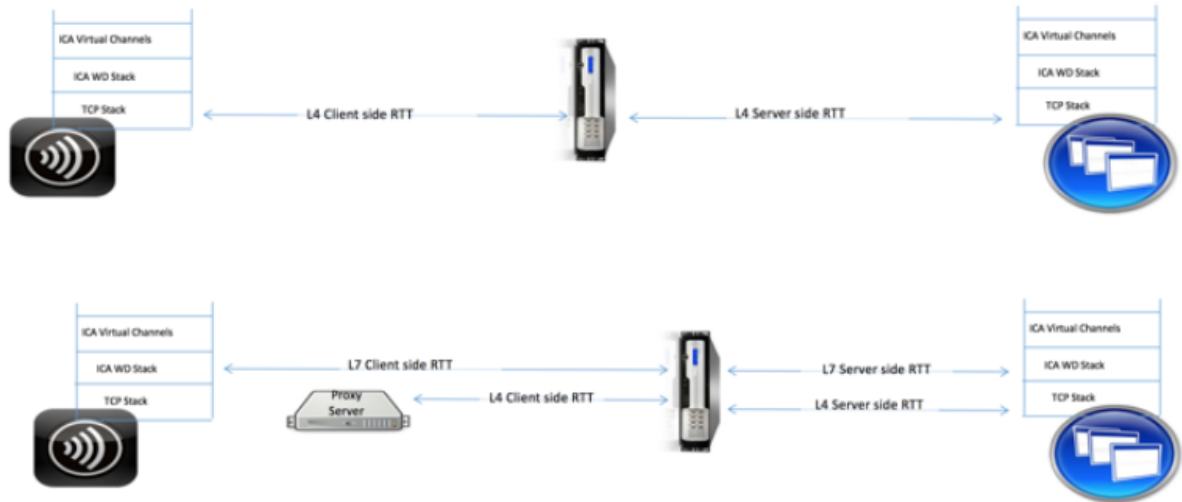 ICA Virtual Channels
ICA WD Stack
TCP Stack
L4 Client side RTT
L4 Server side RTT
ICA Virtual Channels
ICA WD Stack
TCP Stack
ICA Virtual Channels
ICA WD Stack
TCP Stack
L7 Client side RTT
Proxy
Server
L4 Client side RTT
L7 Server side RTT
L4 Server side RTT
ICA Virtual Channels
ICA WD Stack
TCP Stack